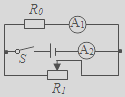 R₀ A₁
S A₂
R₁